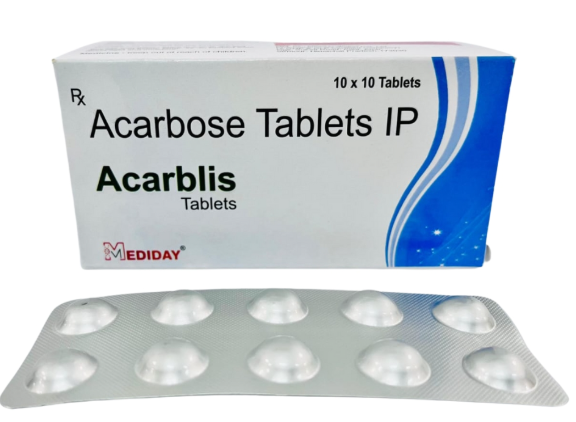 10 x 10 Tablets
Rx
Acarbose Tablets IP
Acarblis
Tablets
MEDIDAY®